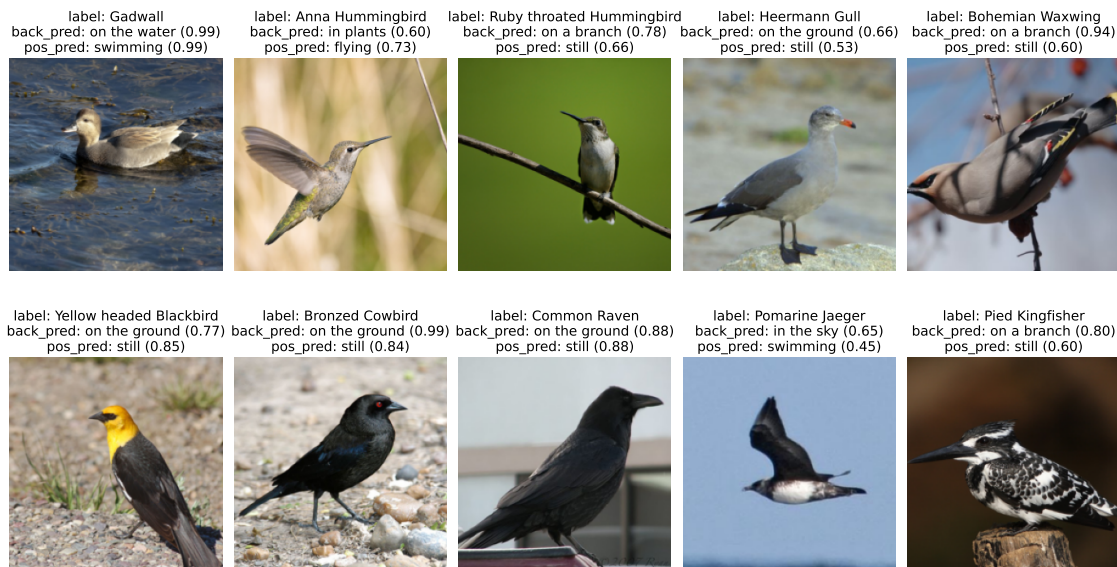 label: Gadwall
back_pred: on the water (0.99)
pos_pred: swimming (0.99)
label: Anna Hummingbird
back_pred: in plants (0.60)
pos_pred: flying (0.73)
label: Ruby throated Hummingbird
back_pred: on a branch (0.78)
pos_pred: still (0.66)
label: Heermann Gull
back_pred: on the ground (0.66)
pos_pred: still (0.53)
label: Bohemian Waxwing
back_pred: on a branch (0.94)
pos_pred: still (0.60)
label: Yellow headed Blackbird
back_pred: on the ground (0.77)
pos_pred: still (0.85)
label: Bronzed Cowbird
back_pred: on the ground (0.99)
pos_pred: still (0.84)
label: Common Raven
back_pred: on the ground (0.88)
pos_pred: still (0.88)
label: Pomarine Jaeger
back_pred: in the sky (0.65)
pos_pred: swimming (0.45)
label: Pied Kingfisher
back_pred: on a branch (0.80)
pos_pred: still (0.60)